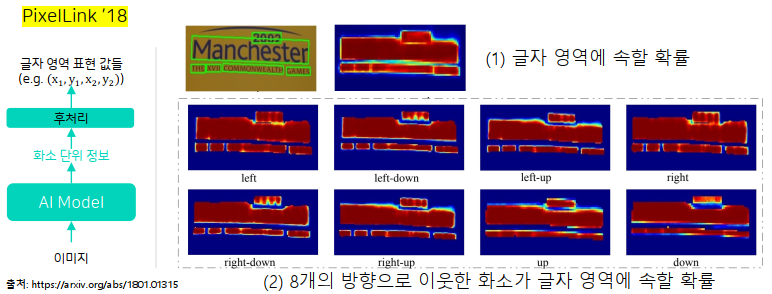 PixelLink ’18
글자 영역 표현 값들
(e.g. (x₁, y₁, x₂, y₂))
후처리
화소 단위 정보
AI Model
이미지
2002
Manchester
THE XVII COMMONWEALTH GAMES
(1) 글자 영역에 속할 확률
left
left-down
left-up
right
right-down
right-up
up
down
출처: https://arxiv.org/abs/1801.01315
(2) 8개의 방향으로 이웃한 화소가 글자 영역에 속할 확률